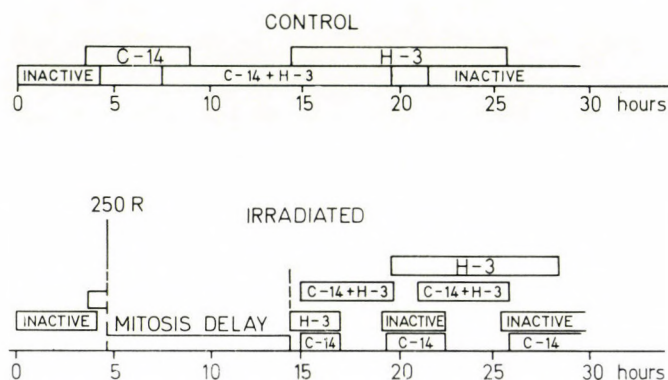 CONTROL
C-14 H-3
INACTIVE C-14+H-3 INACTIVE
0 5 10 15 20 25 30 hours
250 R
IRRADIATED
H-3
C-14+H-3 C-14+H-3
INACTIVE MITOSIS DELAY H-3 INACTIVE INACTIVE
C-14 C-14 C-14
0 5 10 15 20 25 30 hours